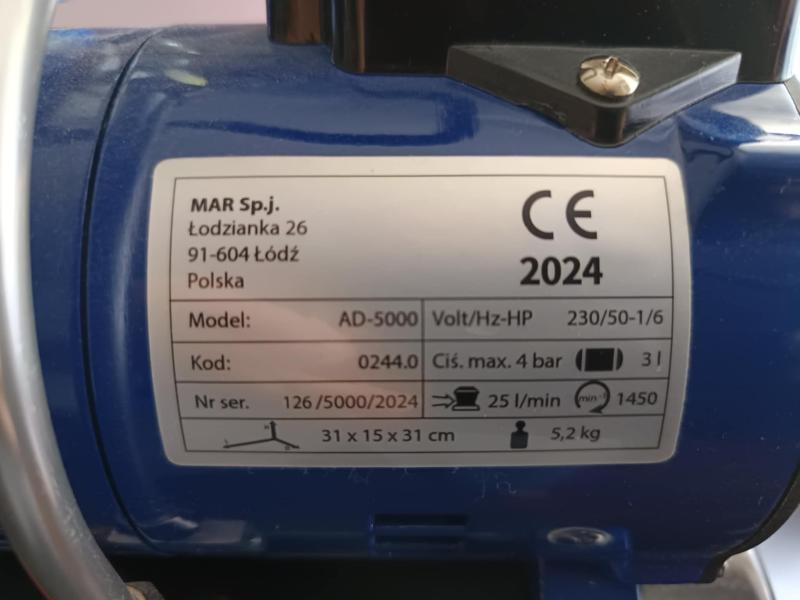 MAR Sp.j.
Łodzianka 26
91-604 Łódź
Polska
CE
2024
Model: AD-5000
Volt/Hz-HP 230/50-1/6
Kod: 0244.0
Ciś. max. 4 bar 3 l
Nr ser. 126 /5000/2024
25 l/min min⁻¹ 1450
31 x 15 x 31 cm 5,2 kg